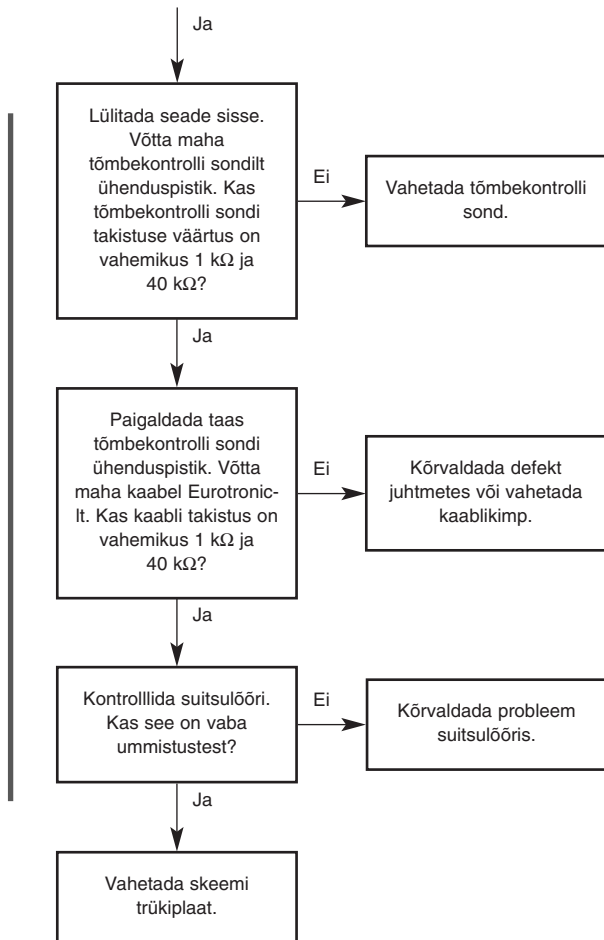 Ja
Lülitada seade sisse.
Võtta maha
tõmbekontrolli sondilt
ühenduspistik. Kas
tõmbekontrolli sondi
takistuse väärtus on
vahemikus 1 kΩ ja
40 kΩ?
Ei
Vahetada tõmbekontrolli
sond.
Ja
Paigaldada taas
tõmbekontrolli sondi
ühenduspistik. Võtta
maha kaabel Eurotronic-
lt. Kas kaabli takistus on
vahemikus 1 kΩ ja
40 kΩ?
Ei
Kõrvaldada defekt
juhtmetes või vahetada
kaablikimp.
Ja
Kontrolllida suitsulõõri.
Kas see on vaba
ummistustest?
Ei
Kõrvaldada probleem
suitsulõõris.
Ja
Vahetada skeemi
trükiplaat.